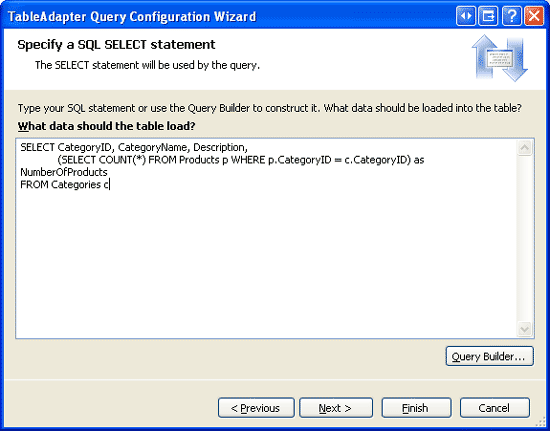 TableAdapter Query Configuration Wizard
Specify a SQL SELECT statement
The SELECT statement will be used by the query.
Type your SQL statement or use the Query Builder to construct it. What data should be loaded into the table?
What data should the table load?
SELECT CategoryID, CategoryName, Description,
(SELECT COUNT(*) FROM Products p WHERE p.CategoryID = c.CategoryID) as
NumberOfProducts
FROM Categories c
Query Builder...
< Previous
Next >
Finish
Cancel